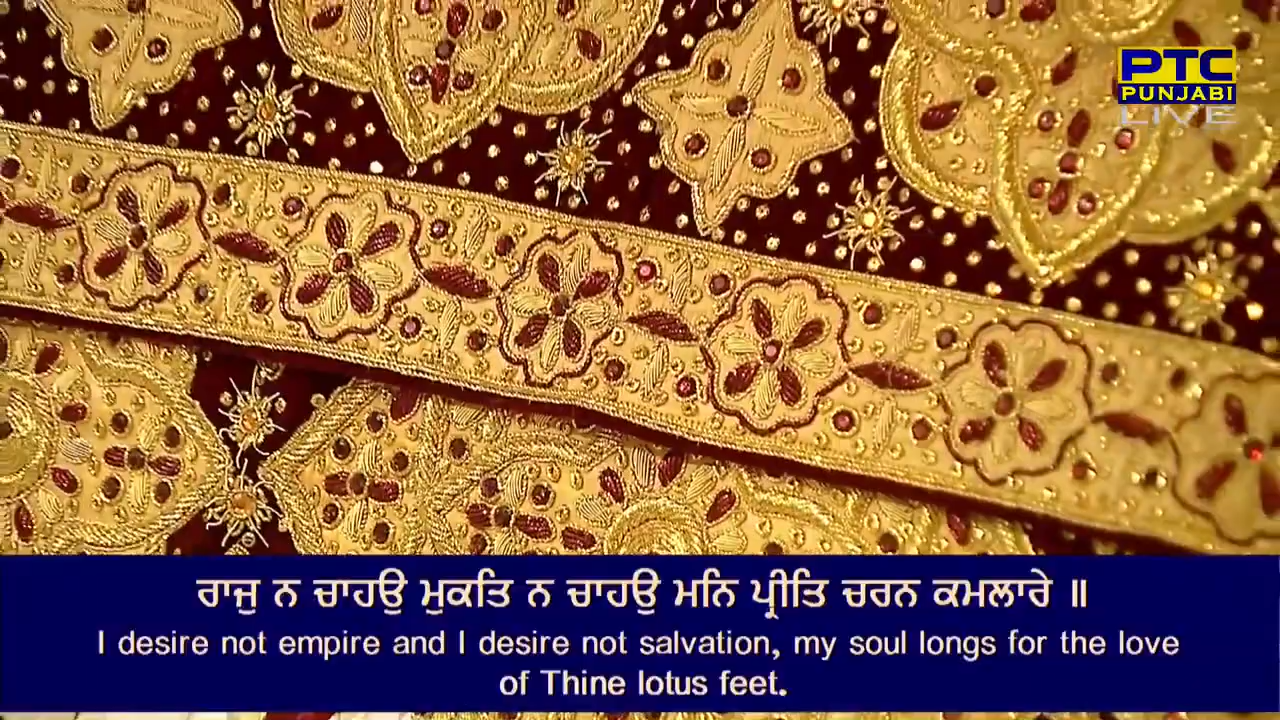 PTC
PUNJABI
LIVE
ਰਾਜੁ ਨ ਚਾਹਉ ਮੁਕਤਿ ਨ ਚਾਹਉ ਮਨਿ ਪ੍ਰੀਤਿ ਚਰਨ ਕਮਲਾਰੇ ॥
I desire not empire and I desire not salvation, my soul longs for the love
of Thine lotus feet.